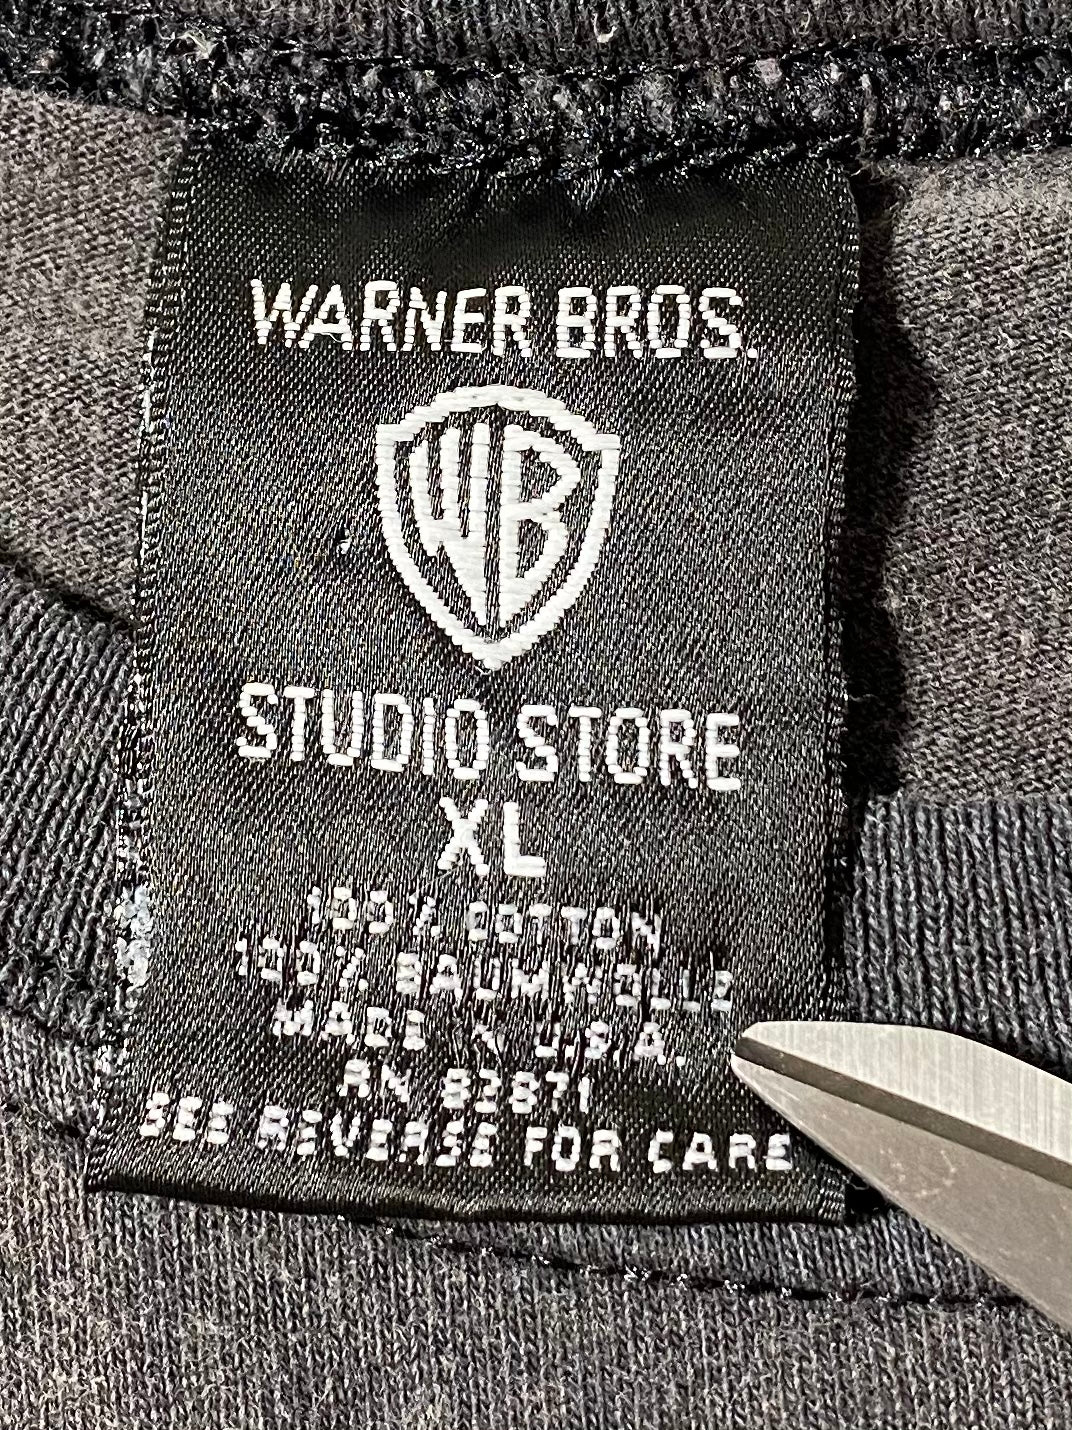 WARNER BROS.
WB
STUDIO STORE
XL
100% COTTON
100% BAUMWOLLE
MADE IN U.S.A.
RN 83871
SEE REVERSE FOR CARE